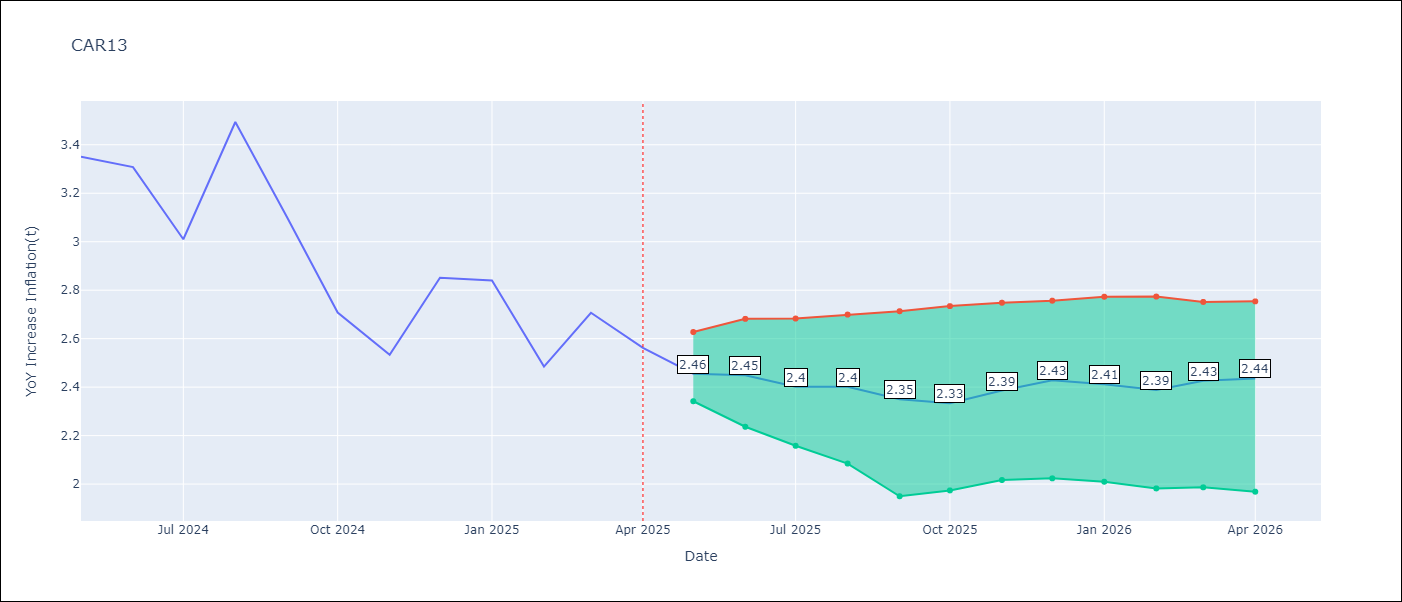 CAR13
YoY Increase Inflation(t)
3.4
3.2
3
2.8
2.6
2.4
2.2
2
2.46
2.45
2.4
2.4
2.35
2.33
2.39
2.43
2.41
2.39
2.43
2.44
Jul 2024
Oct 2024
Jan 2025
Apr 2025
Jul 2025
Oct 2025
Jan 2026
Apr 2026
Date